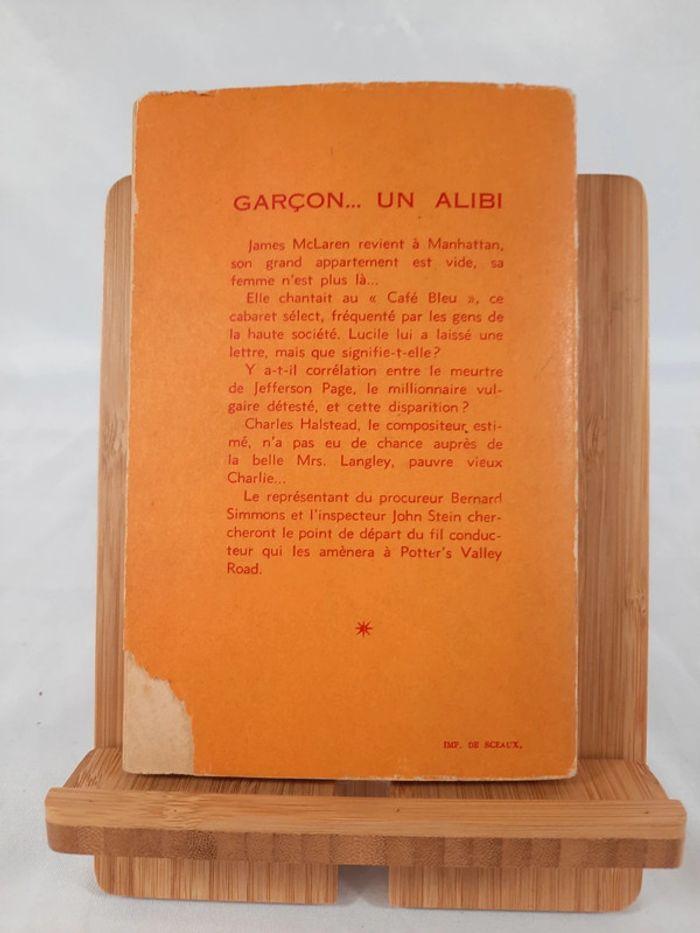 GARÇON... UN ALIBI
James McLaren revient à Manhattan,
son grand appartement est vide, sa
femme n'est plus là...
Elle chantait au « Café Bleu », ce
cabaret sélect, fréquenté par les gens de
la haute société. Lucile lui a laissé une
lettre, mais que signifie-t-elle ?
Y a-t-il corrélation entre le meurtre
de Jefferson Page, le millionnaire vul-
gaire détesté, et cette disparition ?
Charles Halstead, le compositeur esti-
mé, n'a pas eu de chance auprès de
la belle Mrs. Langley, pauvre vieux
Charlie...
Le représentant du procureur Bernard
Simmons et l'inspecteur John Stein cher-
cheront le point de départ du fil conduc-
teur qui les amènera à Potter's Valley
Road.
IMP. DE SCEAUX.